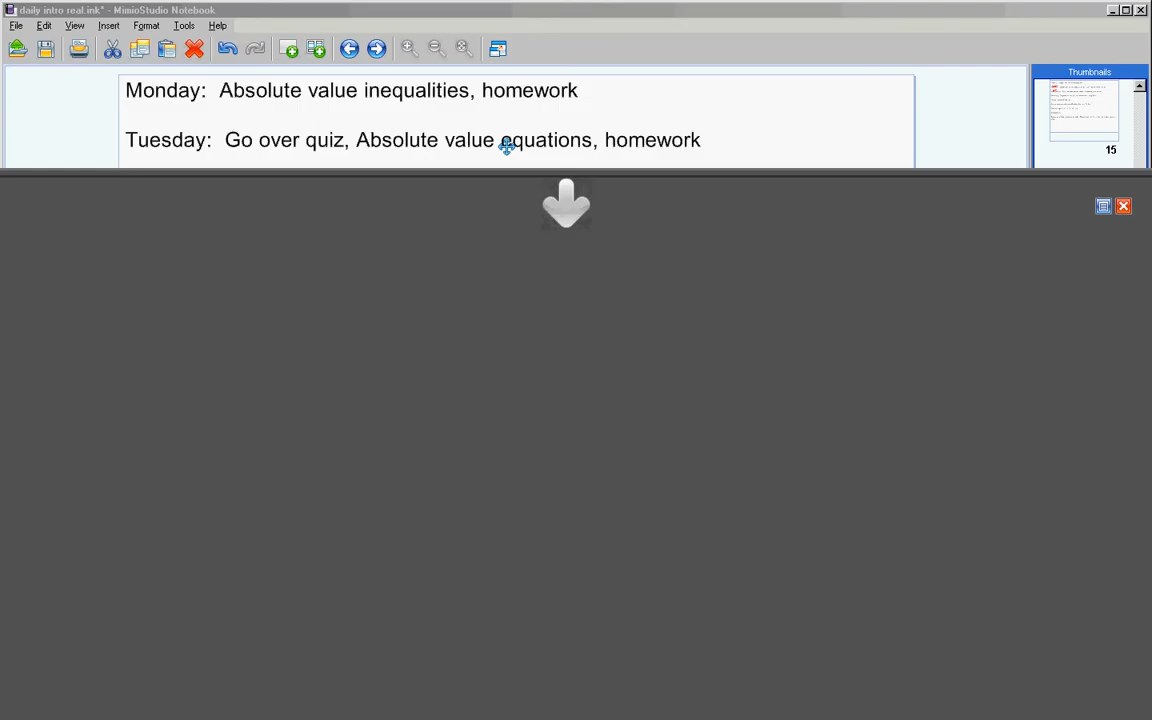 daily intro real.ink* - MimioStudio Notebook
File Edit View Insert Format Tools Help
Monday: Absolute value inequalities, homework
Tuesday: Go over quiz, Absolute value equations, homework
Thumbnails
15